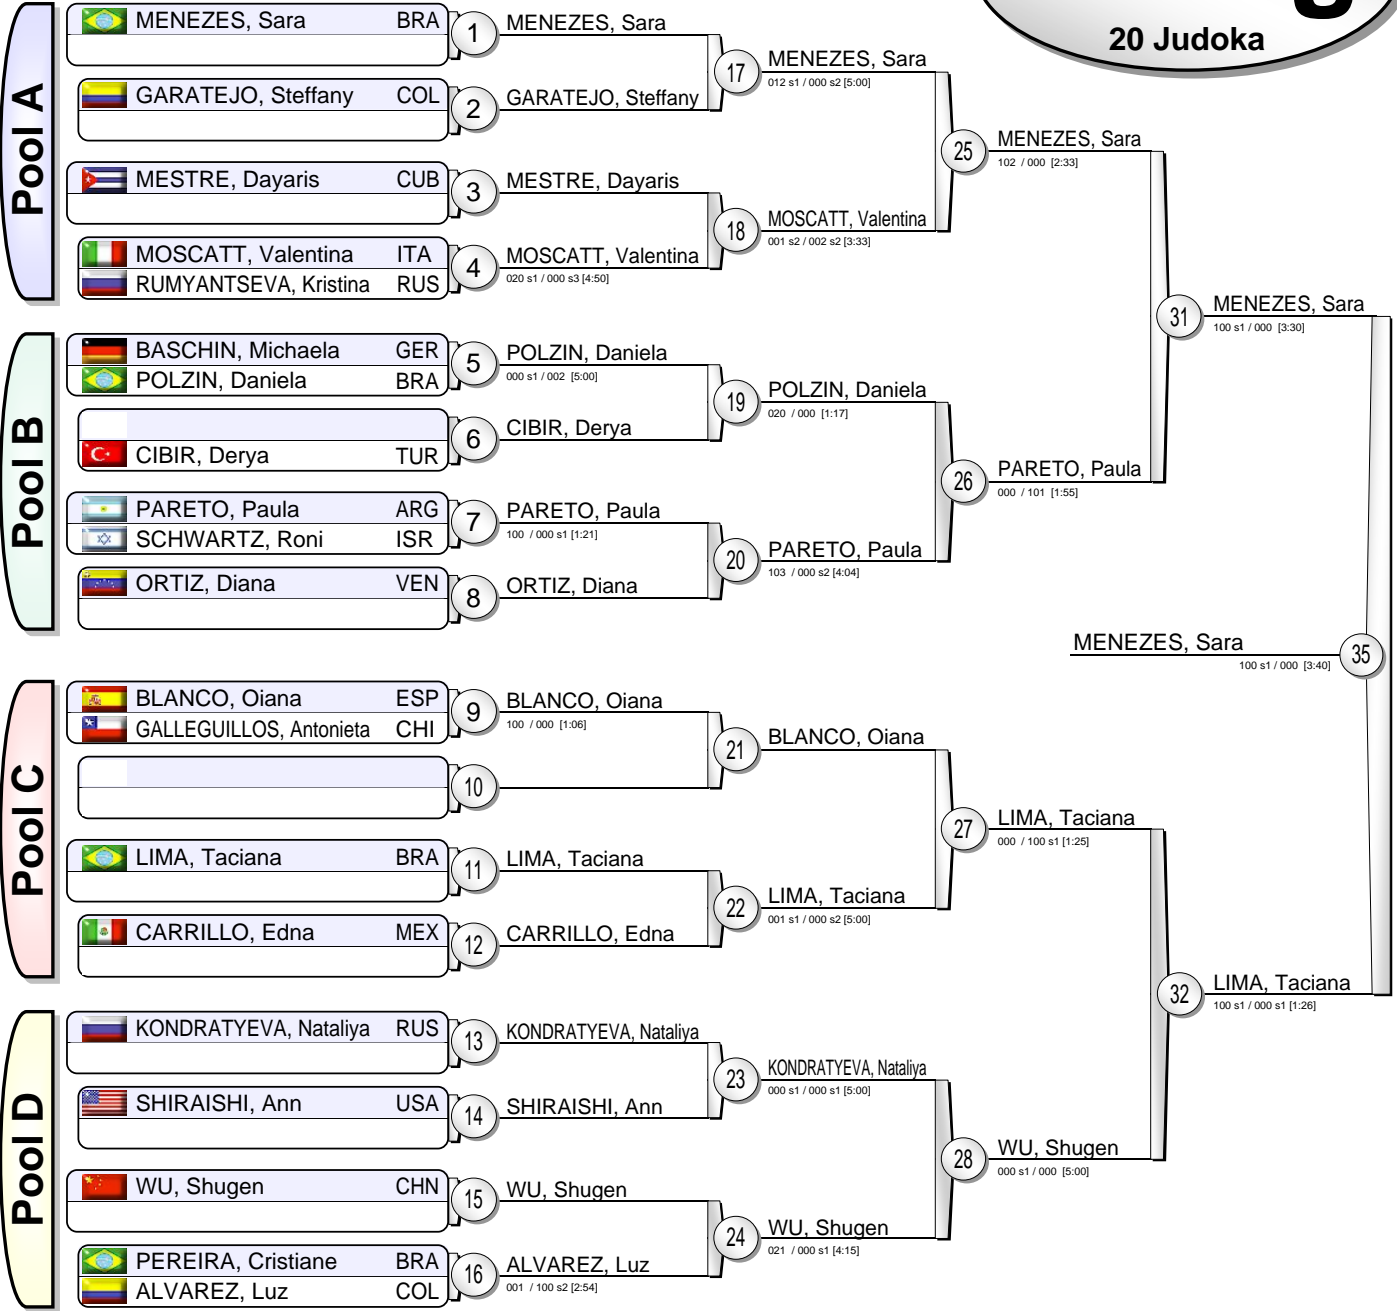 20 Judoka
Pool A
MENEZES, Sara BRA
1
MENEZES, Sara
GARATEJO, Steffany COL
2
GARATEJO, Steffany
17
MENEZES, Sara
012 s1 / 000 s2 [5:00]
MESTRE, Dayaris CUB
3
MESTRE, Dayaris
MOSCATT, Valentina ITA
RUMYANTSEVA, Kristina RUS
4
MOSCATT, Valentina
020 s1 / 000 s3 [4:50]
18
MOSCATT, Valentina
001 s2 / 002 s2 [3:33]
25
MENEZES, Sara
102 / 000 [2:33]
Pool B
BASCHIN, Michaela GER
POLZIN, Daniela BRA
5
POLZIN, Daniela
000 s1 / 002 [5:00]
CIBIR, Derya TUR
6
CIBIR, Derya
19
POLZIN, Daniela
020 / 000 [1:17]
PARETO, Paula ARG
SCHWARTZ, Roni ISR
7
PARETO, Paula
100 / 000 s1 [1:21]
ORTIZ, Diana VEN
8
ORTIZ, Diana
20
PARETO, Paula
103 / 000 s2 [4:04]
26
PARETO, Paula
000 / 101 [1:55]
31
MENEZES, Sara
100 s1 / 000 [3:30]
MENEZES, Sara
100 s1 / 000 [3:40]
35
Pool C
BLANCO, Oiana ESP
GALLEGUILLOS, Antonieta CHI
9
BLANCO, Oiana
100 / 000 [1:06]
10
21
BLANCO, Oiana
LIMA, Taciana BRA
11
LIMA, Taciana
CARRILLO, Edna MEX
12
CARRILLO, Edna
22
LIMA, Taciana
001 s1 / 000 s2 [5:00]
27
LIMA, Taciana
000 / 100 s1 [1:25]
Pool D
KONDRATYEVA, Nataliya RUS
13
KONDRATYEVA, Nataliya
SHIRAISHI, Ann USA
14
SHIRAISHI, Ann
23
KONDRATYEVA, Nataliya
000 s1 / 000 s1 [5:00]
WU, Shugen CHN
15
WU, Shugen
PEREIRA, Cristiane BRA
ALVAREZ, Luz COL
16
ALVAREZ, Luz
001 / 100 s2 [2:54]
24
WU, Shugen
021 / 000 s1 [4:15]
28
WU, Shugen
000 s1 / 000 [5:00]
32
LIMA, Taciana
100 s1 / 000 s1 [1:26]